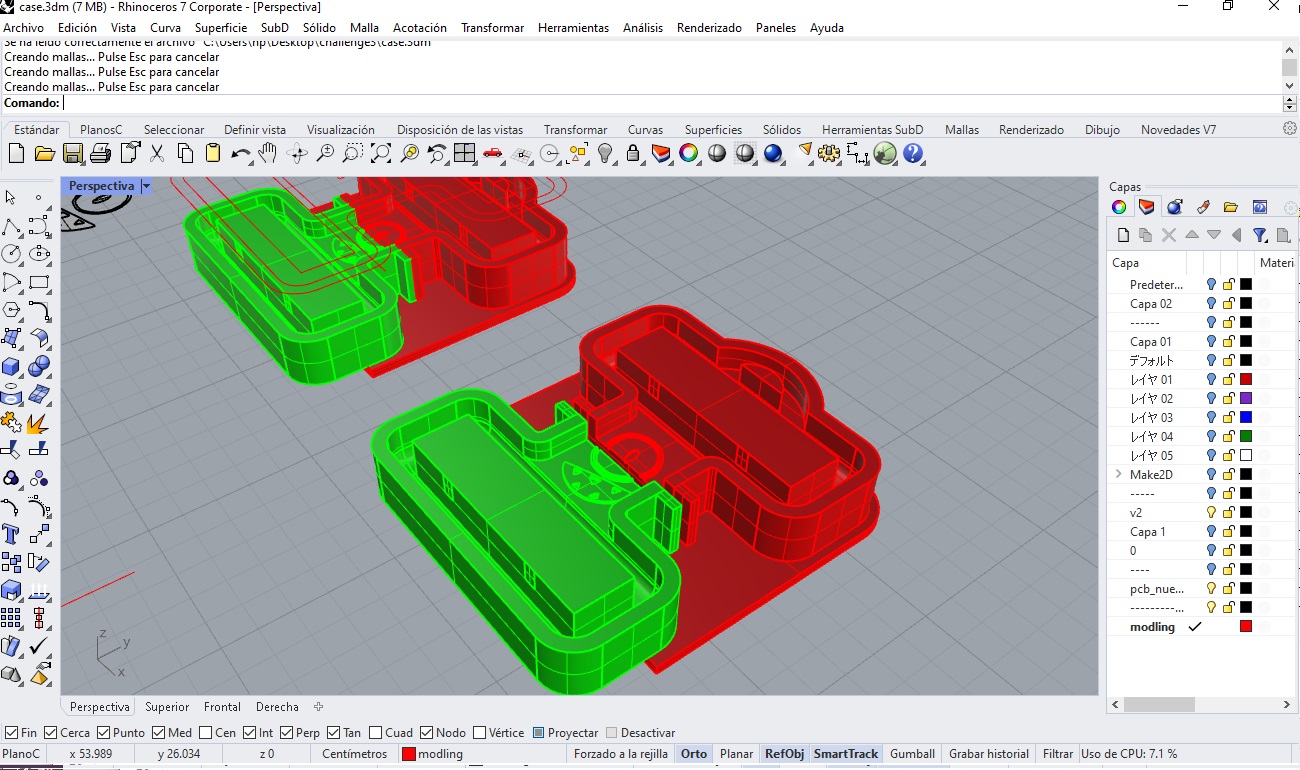 case.3dm (7 MB) - Rhinoceros 7 Corporate - [Perspectiva]
Archivo Edición Vista Curva Superficie SubD Sólido Malla Acotación Transformar Herramientas Análisis Renderizado Paneles Ayuda
Se ha leído correctamente el archivo "C:\Users\hp\Desktop\challenge3\case.3dm"
Creando mallas... Pulse Esc para cancelar
Creando mallas... Pulse Esc para cancelar
Creando mallas... Pulse Esc para cancelar
Comando:
Estándar PlanosC Seleccionar Definir vista Visualización Disposición de las vistas Transformar Curvas Superficies Sólidos Herramientas SubD Mallas Renderizado Dibujo Novedades V7
Perspectiva
Capas
Capa Materi
Predeter...
Capa 02
------
Capa 01
デフォルト
レイヤ 01
レイヤ 02
レイヤ 03
レイヤ 04
レイヤ 05
Make2D
-----
v2
Capa 1
0
----
pcb_nue...
---------...
modling
z
y
x
Perspectiva Superior Frontal Derecha
Fin Cerca Punto Med Cen Int Perp Tan Cuad Nodo Vértice Proyectar Desactivar
PlanoC x 53.989 y 26.034 z 0 Centímetros modling Forzado a la rejilla Orto Planar RefObj SmartTrack Gumball Grabar historial Filtrar Uso de CPU: 7.1 %